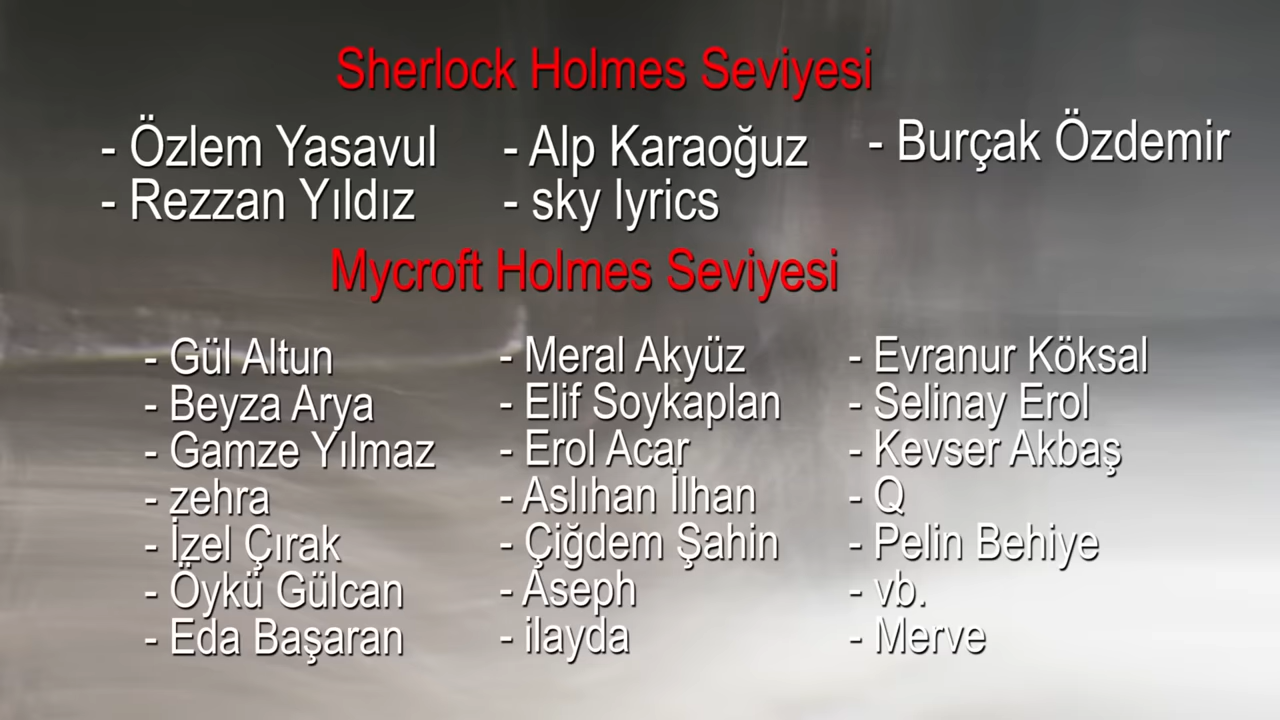 Sherlock Holmes Seviyesi
- Özlem Yasavul
- Rezzan Yıldız
- Alp Karaoğuz
- sky lyrics
- Burçak Özdemir
Mycroft Holmes Seviyesi
- Gül Altun
- Beyza Arya
- Gamze Yılmaz
- zehra
- İzel Çırak
- Öykü Gülcan
- Eda Başaran
- Meral Akyüz
- Elif Soykaplan
- Erol Acar
- Aslıhan İlhan
- Çiğdem Şahin
- Aseph
- ilayda
- Evranur Köksal
- Selinay Erol
- Kevser Akbaş
- Q
- Pelin Behiye
- vb.
- Merve